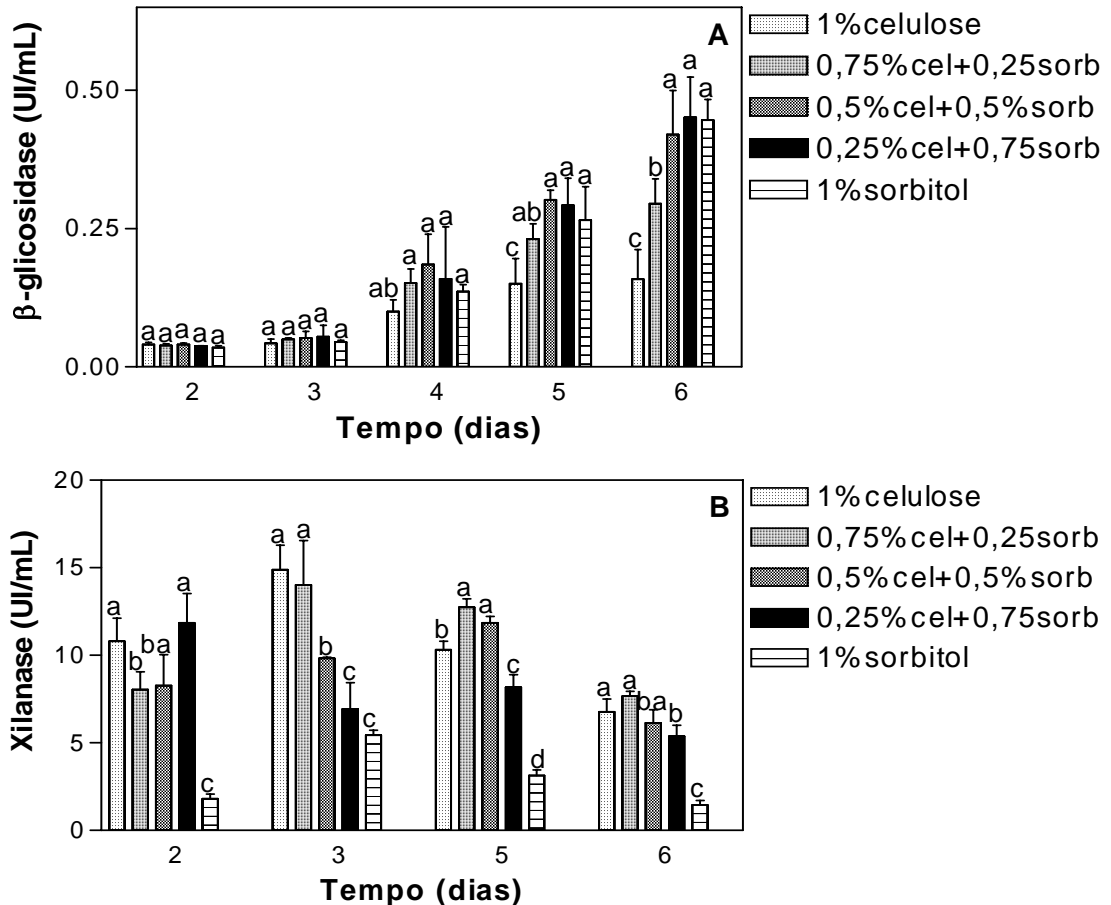 A
β-glicosidase (UI/mL)
0.50
0.25
0.00
a a a a a
a a a a a
ab a a a a
c ab a a a
c b a a a
2 3 4 5 6
Tempo (dias)
1%celulose
0,75%cel+0,25sorb
0,5%cel+0,5%sorb
0,25%cel+0,75sorb
1%sorbitol
B
Xilanase (UI/mL)
20
15
10
5
0
a b ba a c
a a b c c
b a a c d
a a ba b c
2 3 5 6
Tempo (dias)
1%celulose
0,75%cel+0,25sorb
0,5%cel+0,5%sorb
0,25%cel+0,75sorb
1%sorbitol